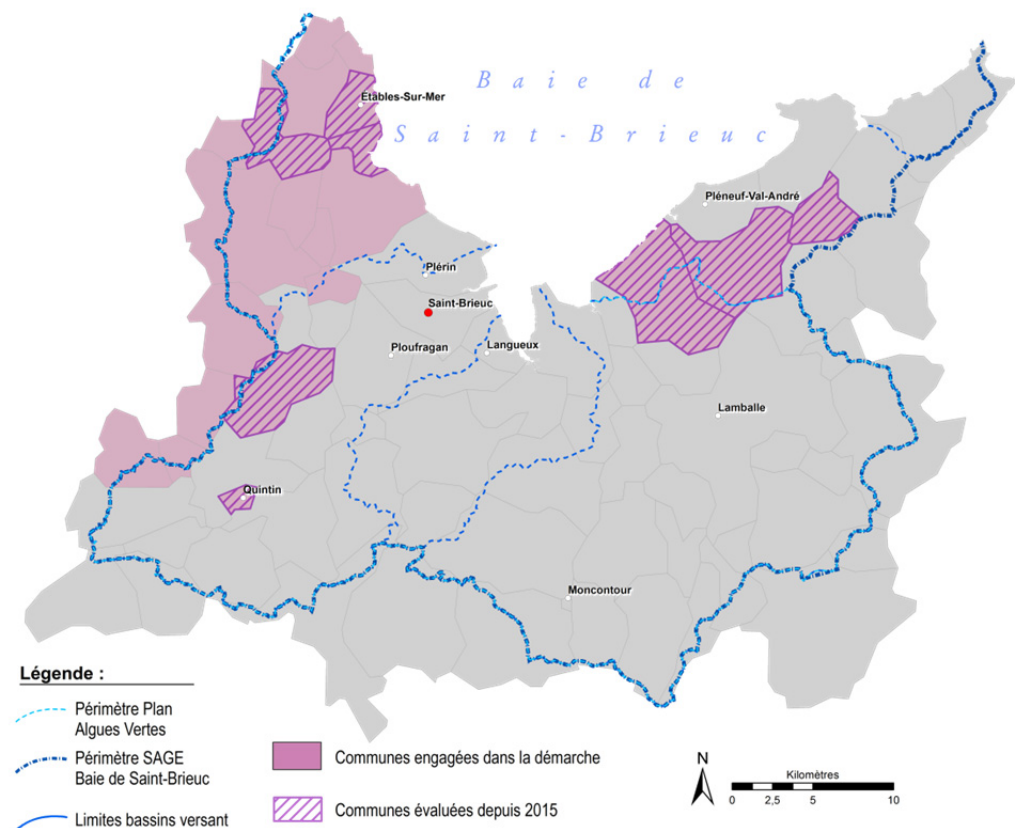 Baie de
Saint-Brieuc
Etables-Sur-Mer
Pléneuf-Val-André
Plérin
Saint-Brieuc
Ploufragan
Langueux
Lamballe
Quintin
Moncontour
Légende :
Périmètre Plan
Algues Vertes
Périmètre SAGE
Baie de Saint-Brieuc
Limites bassins versant
Communes engagées dans la démarche
Communes évaluées depuis 2015
N
Kilomètres
0 2,5 5 10